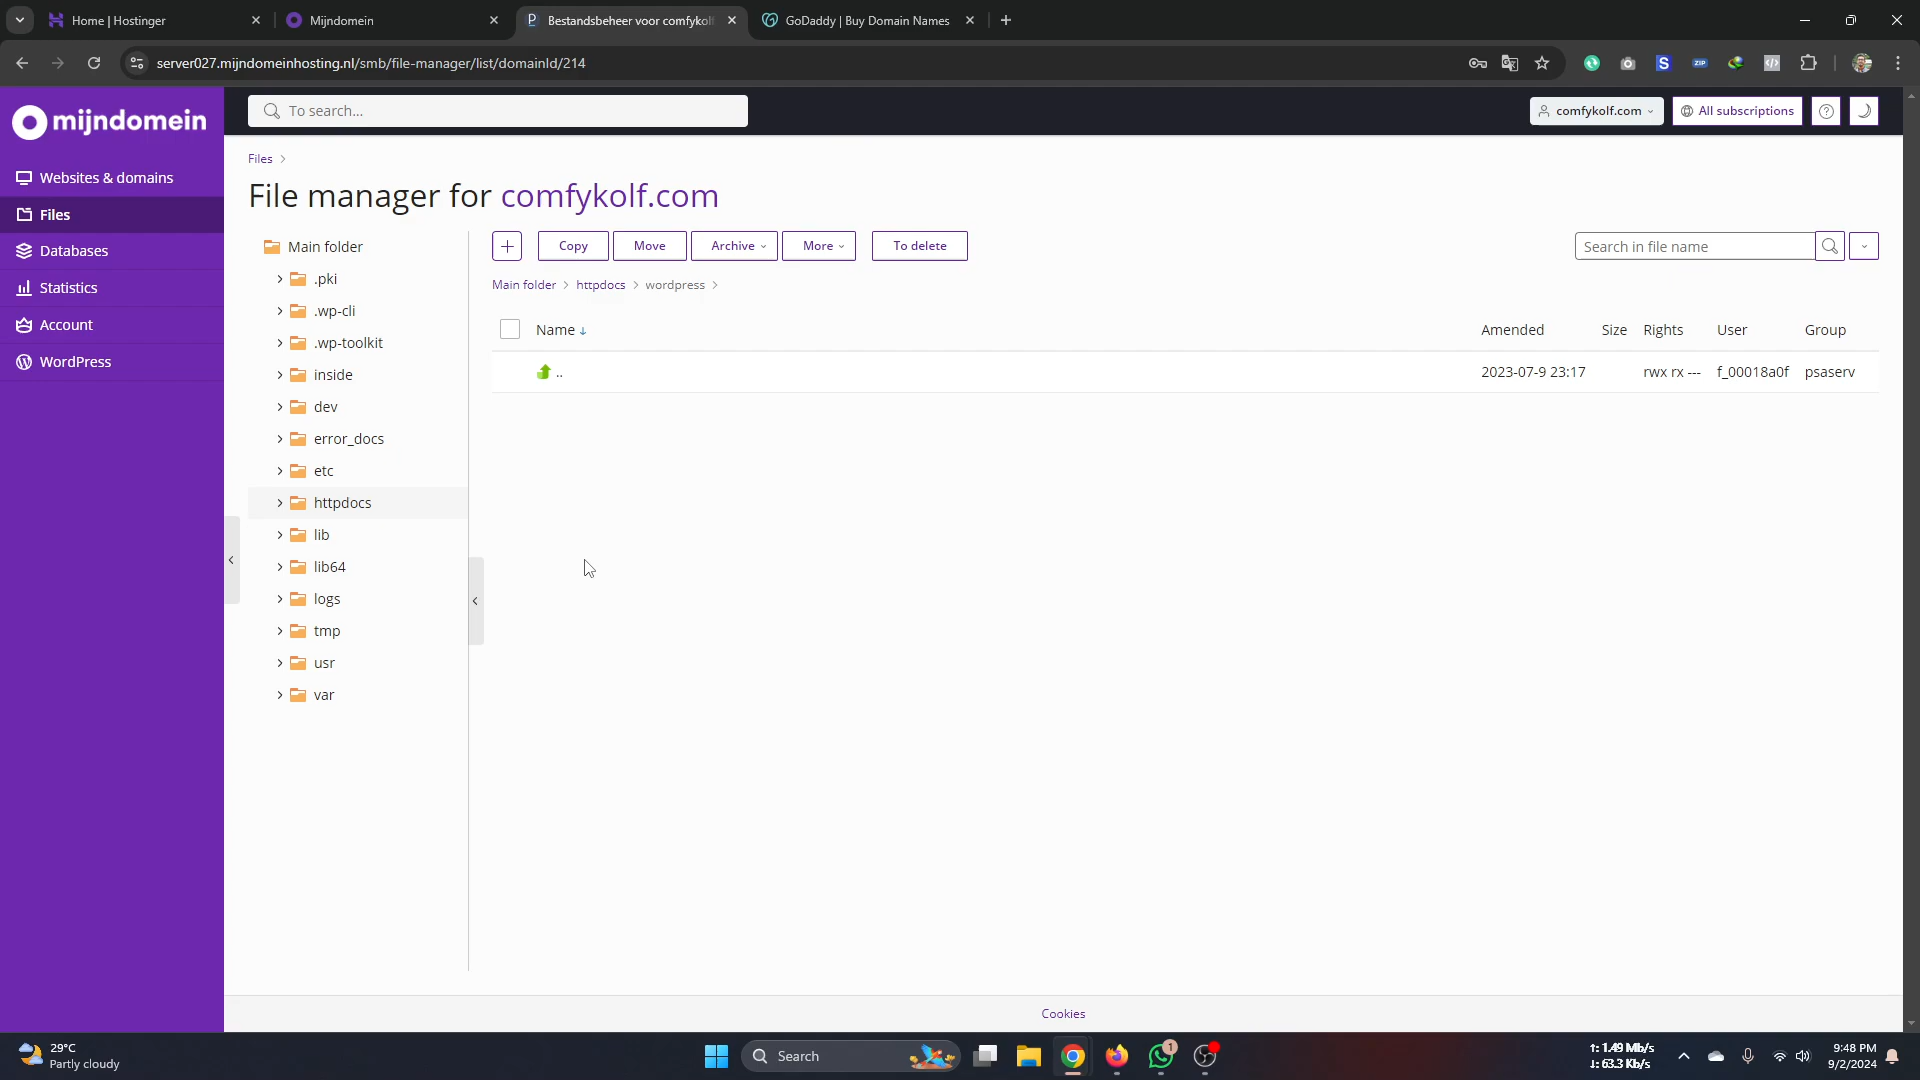 Home | Hostinger
Mijndomein
Bestandsbeheer voor comfykolf
GoDaddy | Buy Domain Names
server027.mijndomeinhosting.nl/smb/file-manager/list/domainId/214
mijndomein
To search...
comfykolf.com
All subscriptions
Websites & domains
Files
Databases
Statistics
Account
WordPress
Files
File manager for comfykolf.com
Main folder
.pki
.wp-cli
.wp-toolkit
inside
dev
error_docs
etc
httpdocs
lib
lib64
logs
tmp
usr
var
Copy
Move
Archive
More
To delete
Search in file name
Main folder > httpdocs > wordpress >
Name ↓ Amended Size Rights User Group
.. 2023-07-9 23:17 rwx rx --- f_00018a0f psaserv
Cookies
29°C
Partly cloudy
Search
1
↑: 1.49 Mb/s
↓: 63.3 Kb/s
9:48 PM
9/2/2024